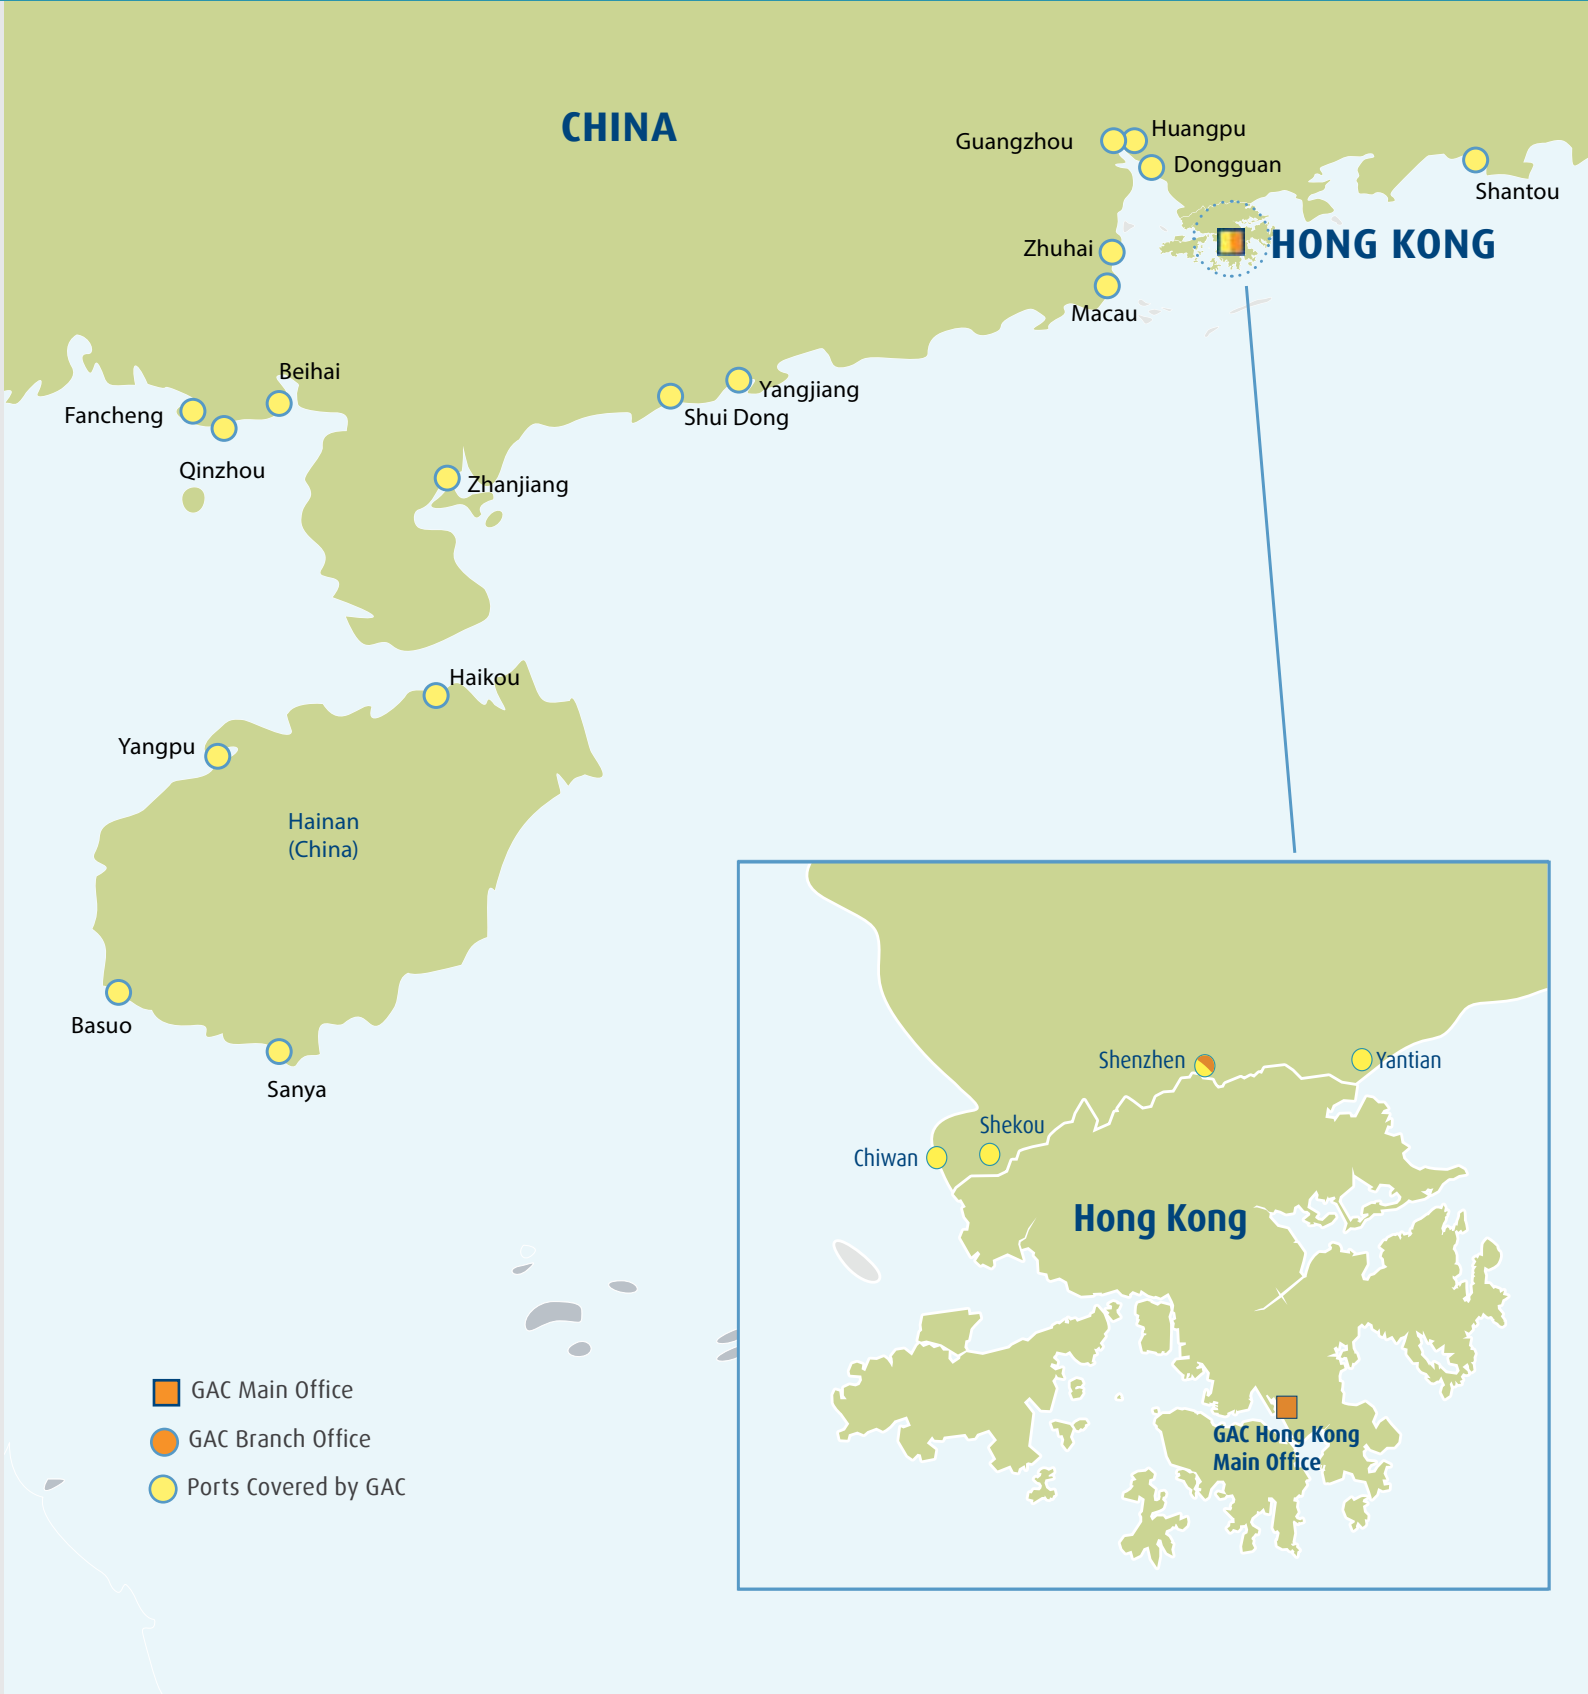 CHINA
Guangzhou
Huangpu
Dongguan
Shantou
Zhuhai
HONG KONG
Macau
Beihai
Fancheng
Qinzhou
Yangjiang
Shui Dong
Zhanjiang
Haikou
Yangpu
Hainan
(China)
Basuo
Sanya
Shenzhen
Yantian
Shekou
Chiwan
Hong Kong
GAC Hong Kong
Main Office
GAC Main Office
GAC Branch Office
Ports Covered by GAC